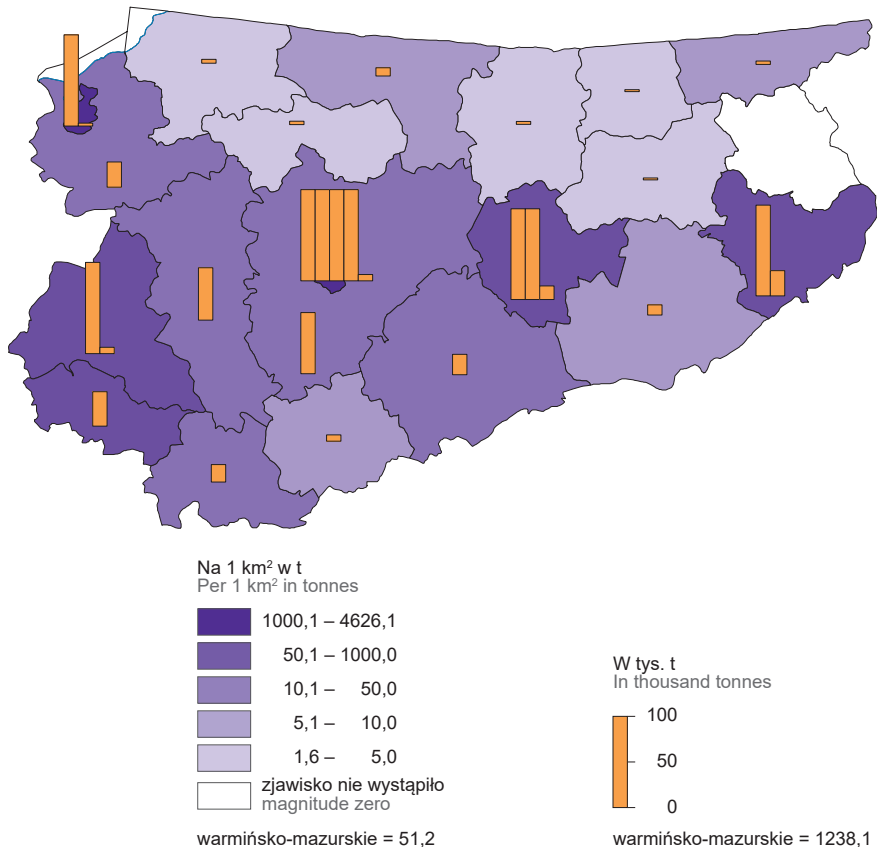 Na 1 km² w t
Per 1 km² in tonnes
1000,1 – 4626,1
50,1 – 1000,0
10,1 – 50,0
5,1 – 10,0
1,6 – 5,0
zjawisko nie wystąpiło
magnitude zero
warmińsko-mazurskie = 51,2
W tys. t
In thousand tonnes
100
50
0
warmińsko-mazurskie = 1238,1